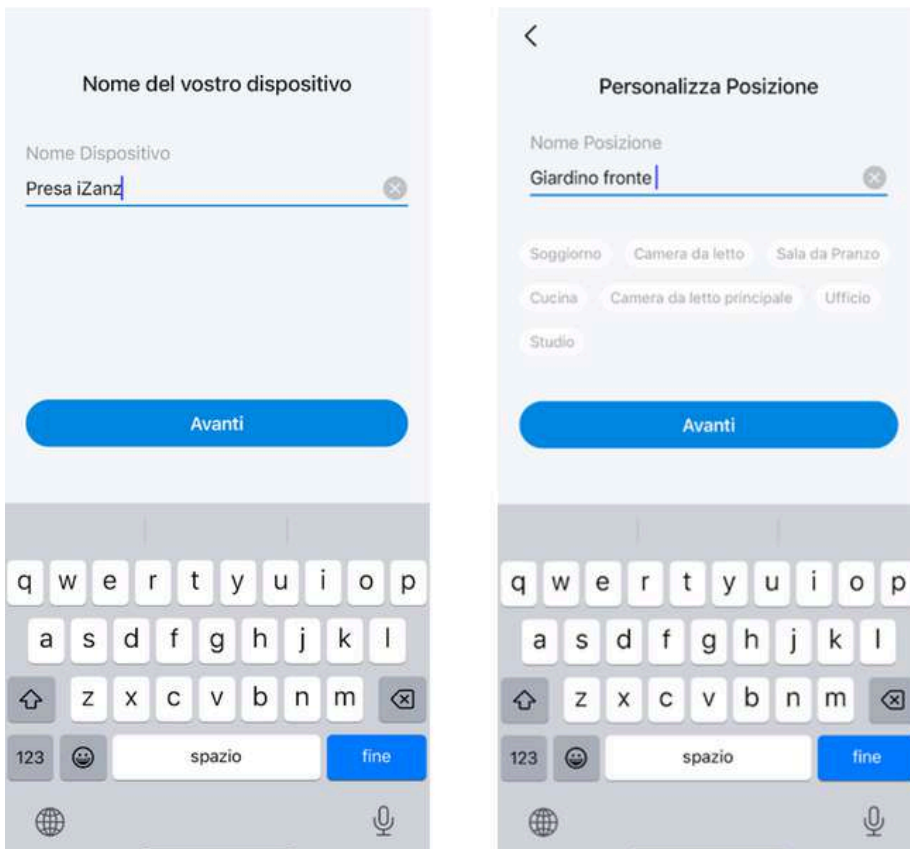 Nome del vostro dispositivo
Nome Dispositivo
Presa iZanz
Avanti
q w e r t y u i o p
a s d f g h j k l
z x c v b n m
123 spazio fine
Personalizza Posizione
Nome Posizione
Giardino fronte
Soggiorno Camera da letto Sala da Pranzo
Cucina Camera da letto principale Ufficio
Studio
Avanti
q w e r t y u i o p
a s d f g h j k l
z x c v b n m
123 spazio fine